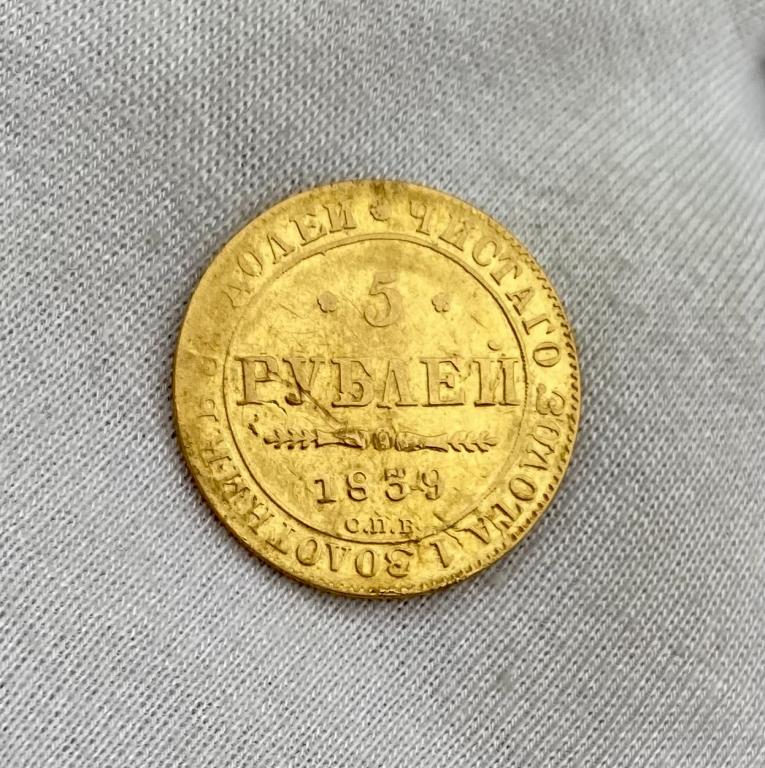 ЧИСТАГО ЗОЛОТА 1 ЗОЛОТНИК ДОЛЕЙ
5
РУБЛЕЙ
1839
С.П.Б.